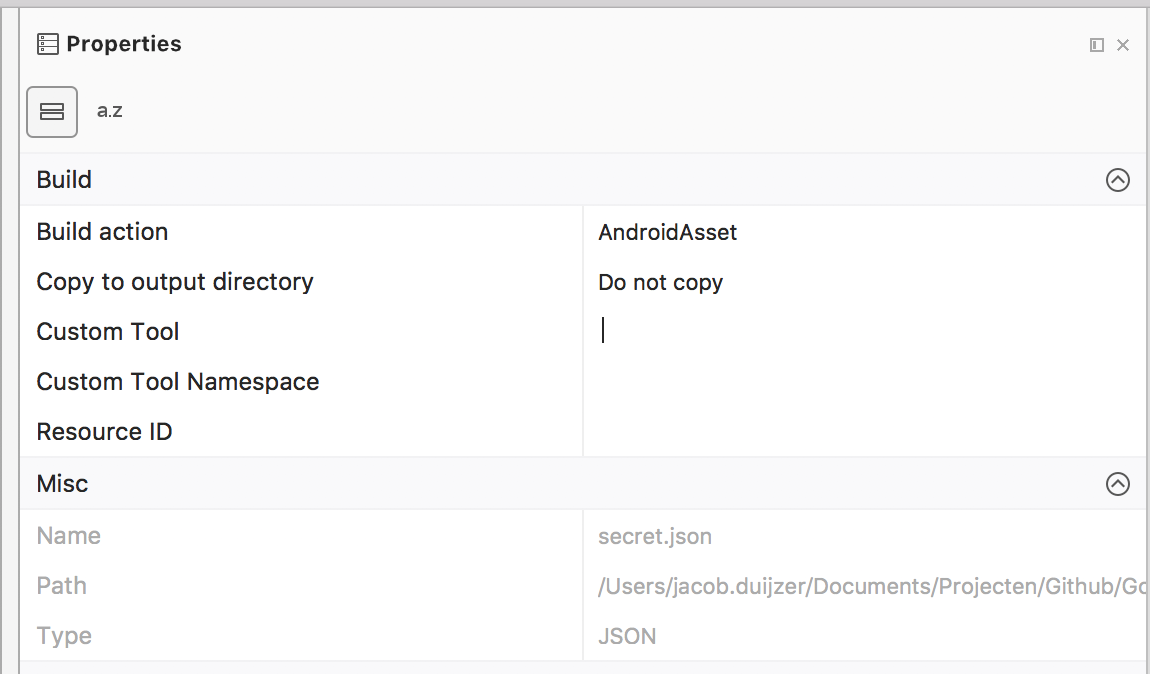 Properties
a.z
Build
Build action AndroidAsset
Copy to output directory Do not copy
Custom Tool
Custom Tool Namespace
Resource ID
Misc
Name secret.json
Path /Users/jacob.duijzer/Documents/Projecten/Github/Go
Type JSON